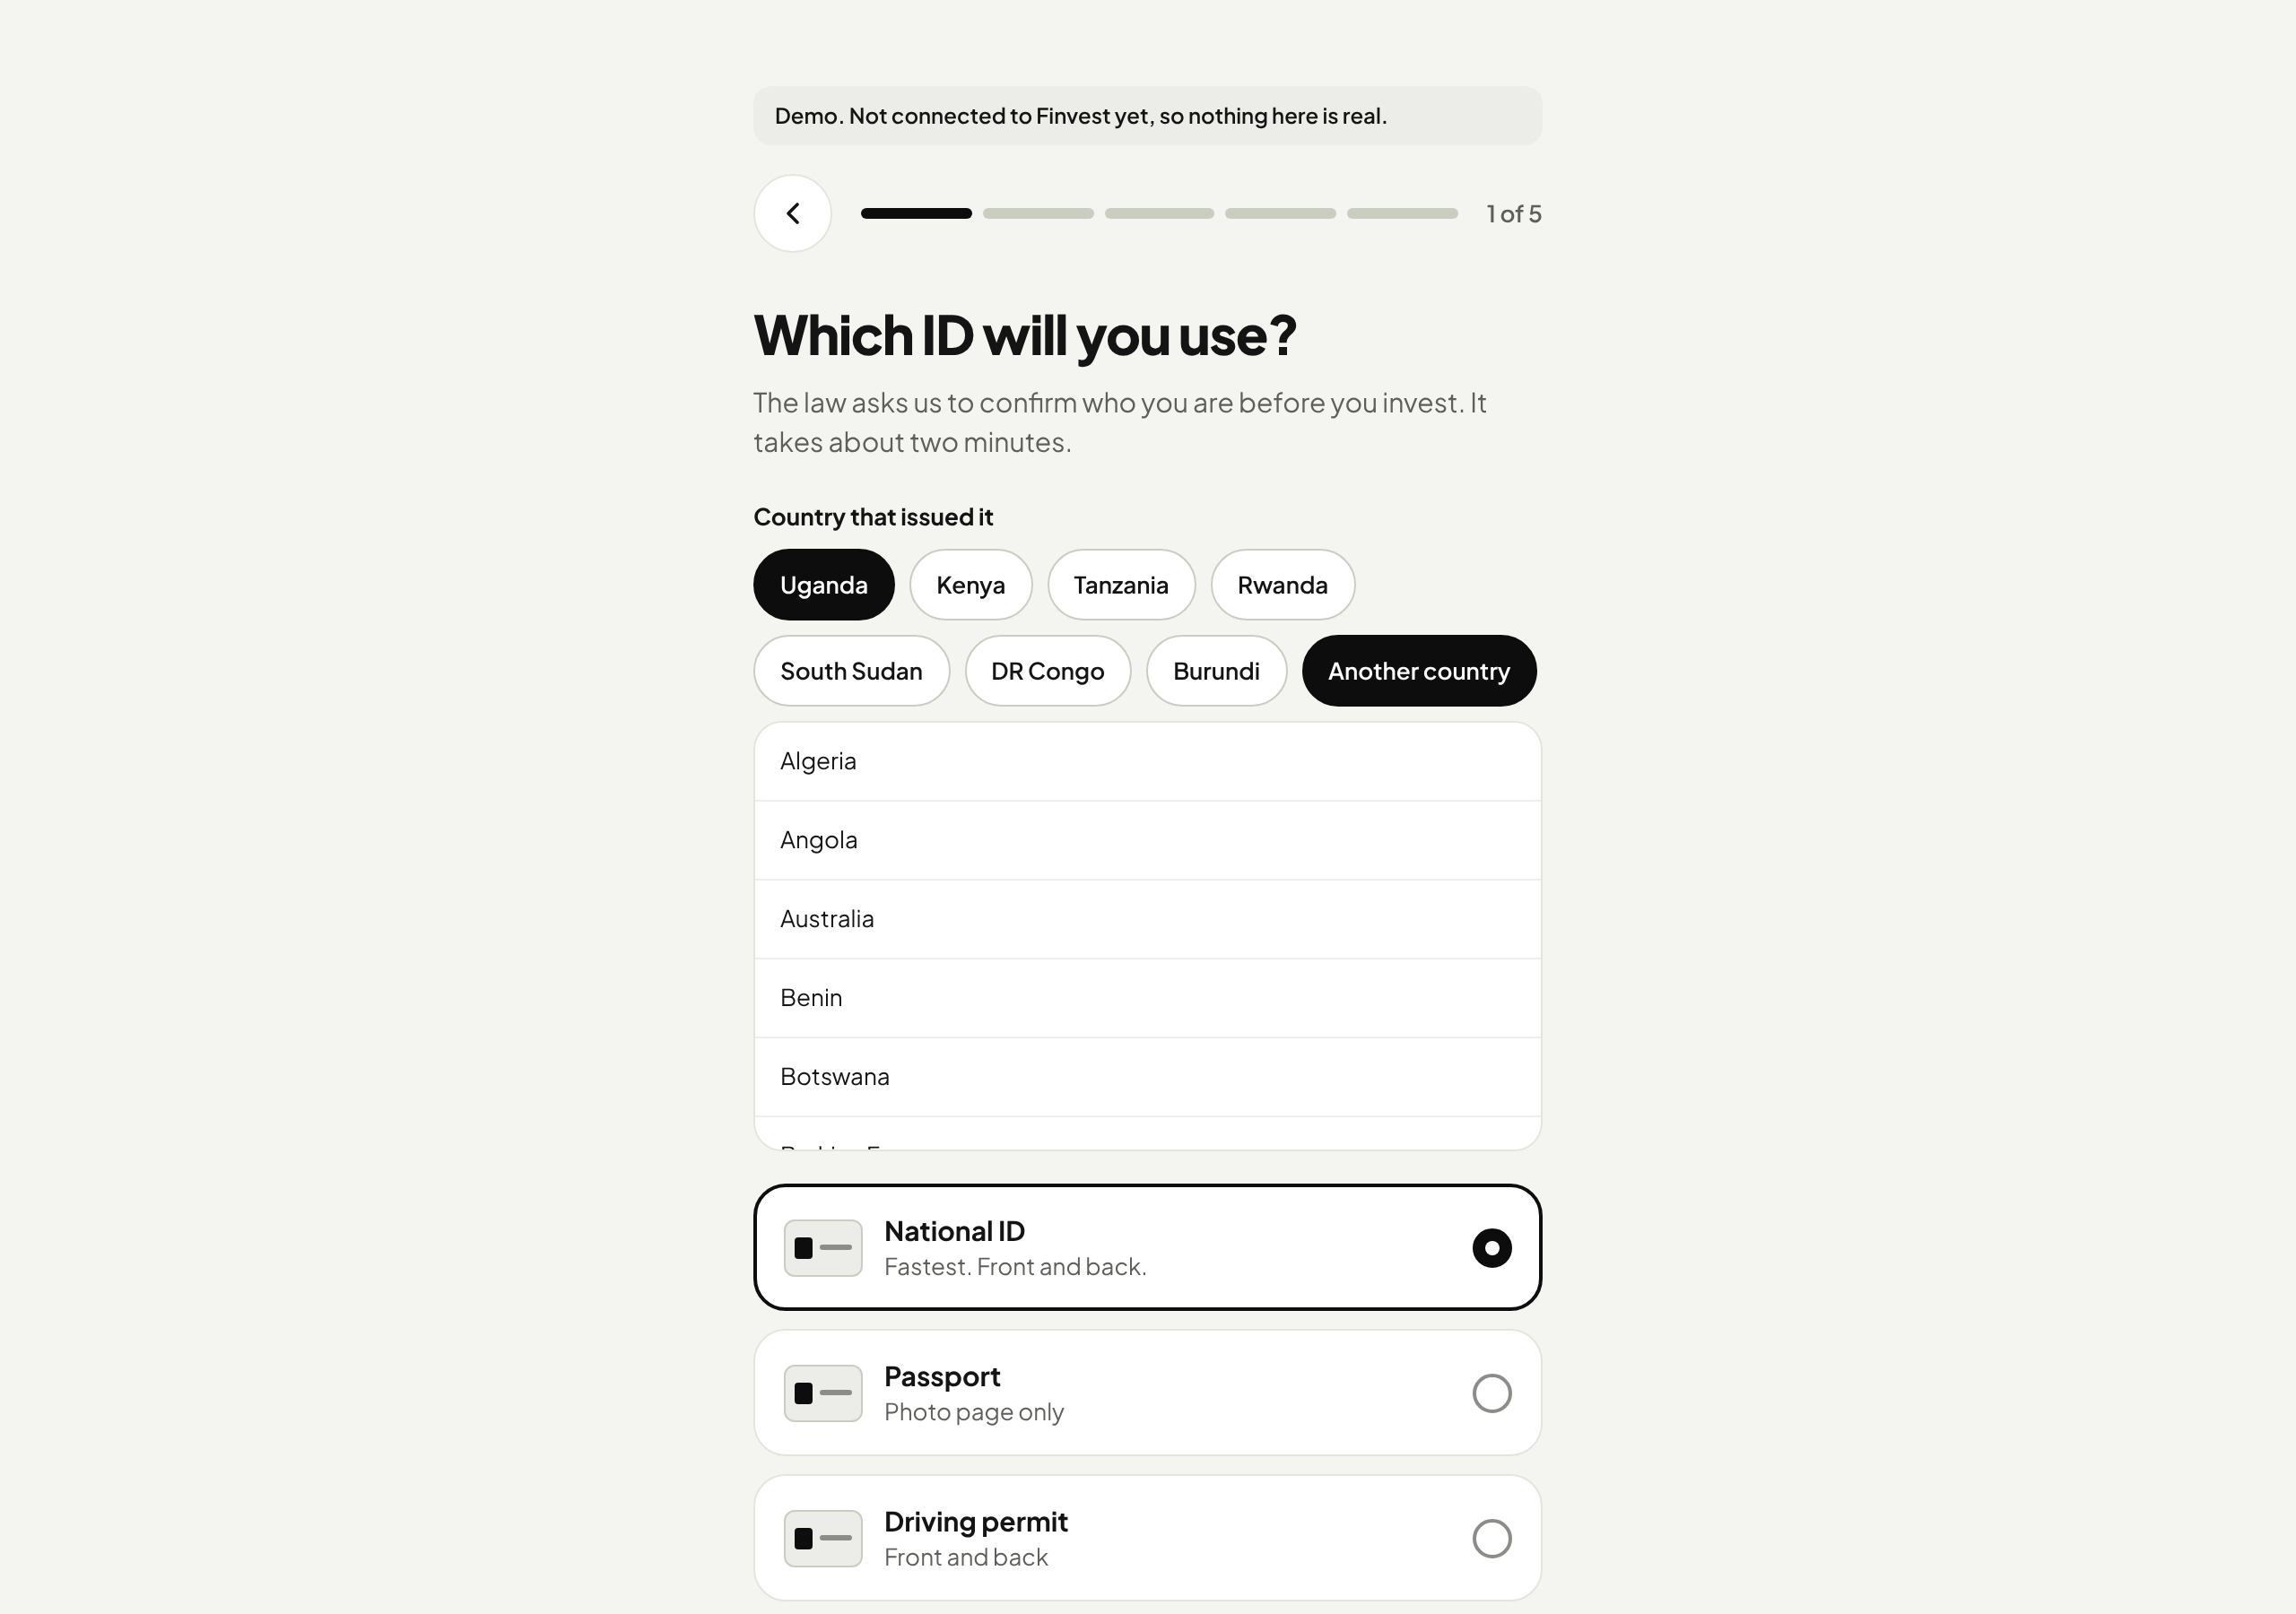 Demo. Not connected to Finvest yet, so nothing here is real.
1 of 5
Which ID will you use?
The law asks us to confirm who you are before you invest. It
takes about two minutes.
Country that issued it
Uganda Kenya Tanzania Rwanda
South Sudan DR Congo Burundi Another country
Algeria
Angola
Australia
Benin
Botswana
National ID
Fastest. Front and back.
Passport
Photo page only
Driving permit
Front and back